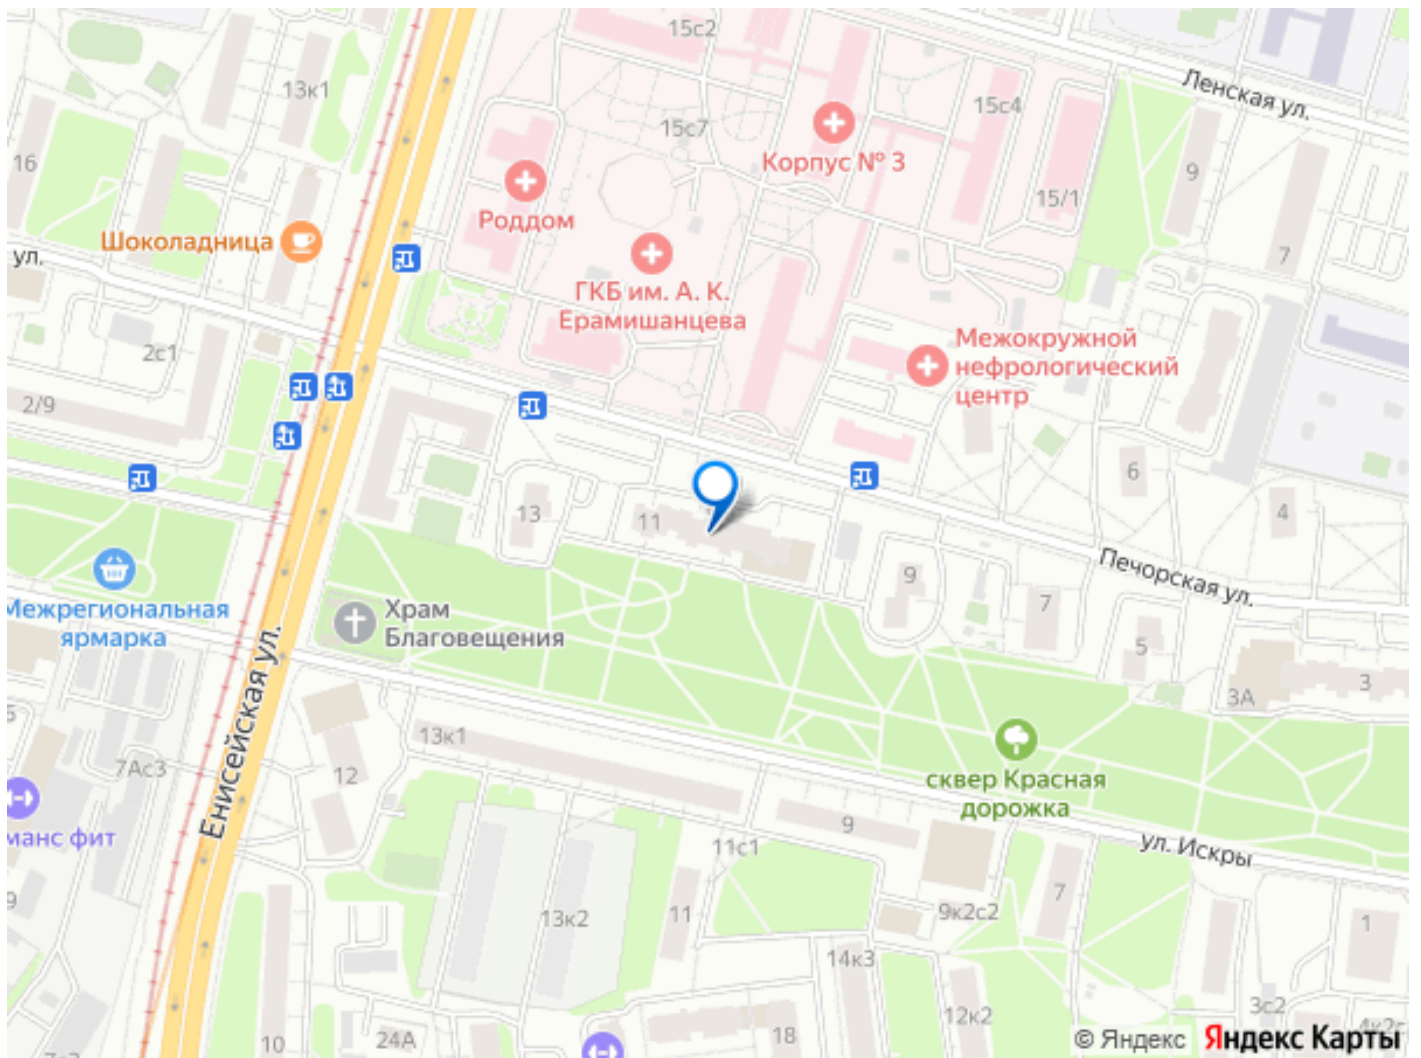 15с2
13к1
Ленская ул.
15с4
15с7
Корпус № 3
16
9
15/1
Роддом
Шоколадница
ул.
7
ГКБ им. А. К.
Ерамишанцева
Межокружной
нефрологический
центр
2с1
2/9
6
13
11
4
Печорская ул.
9
7
Межрегиональная
ярмарка
Храм
Благовещения
5
3А
3
Енисейская ул.
13к1
7Ас3
12
сквер Красная
дорожка
манс фит
9
11с1
ул. Искры
9
7
13к2
11
9к2с2
1
14к3
12к2
3с2
10
24А
18
© Яндекс
Яндекс Карты